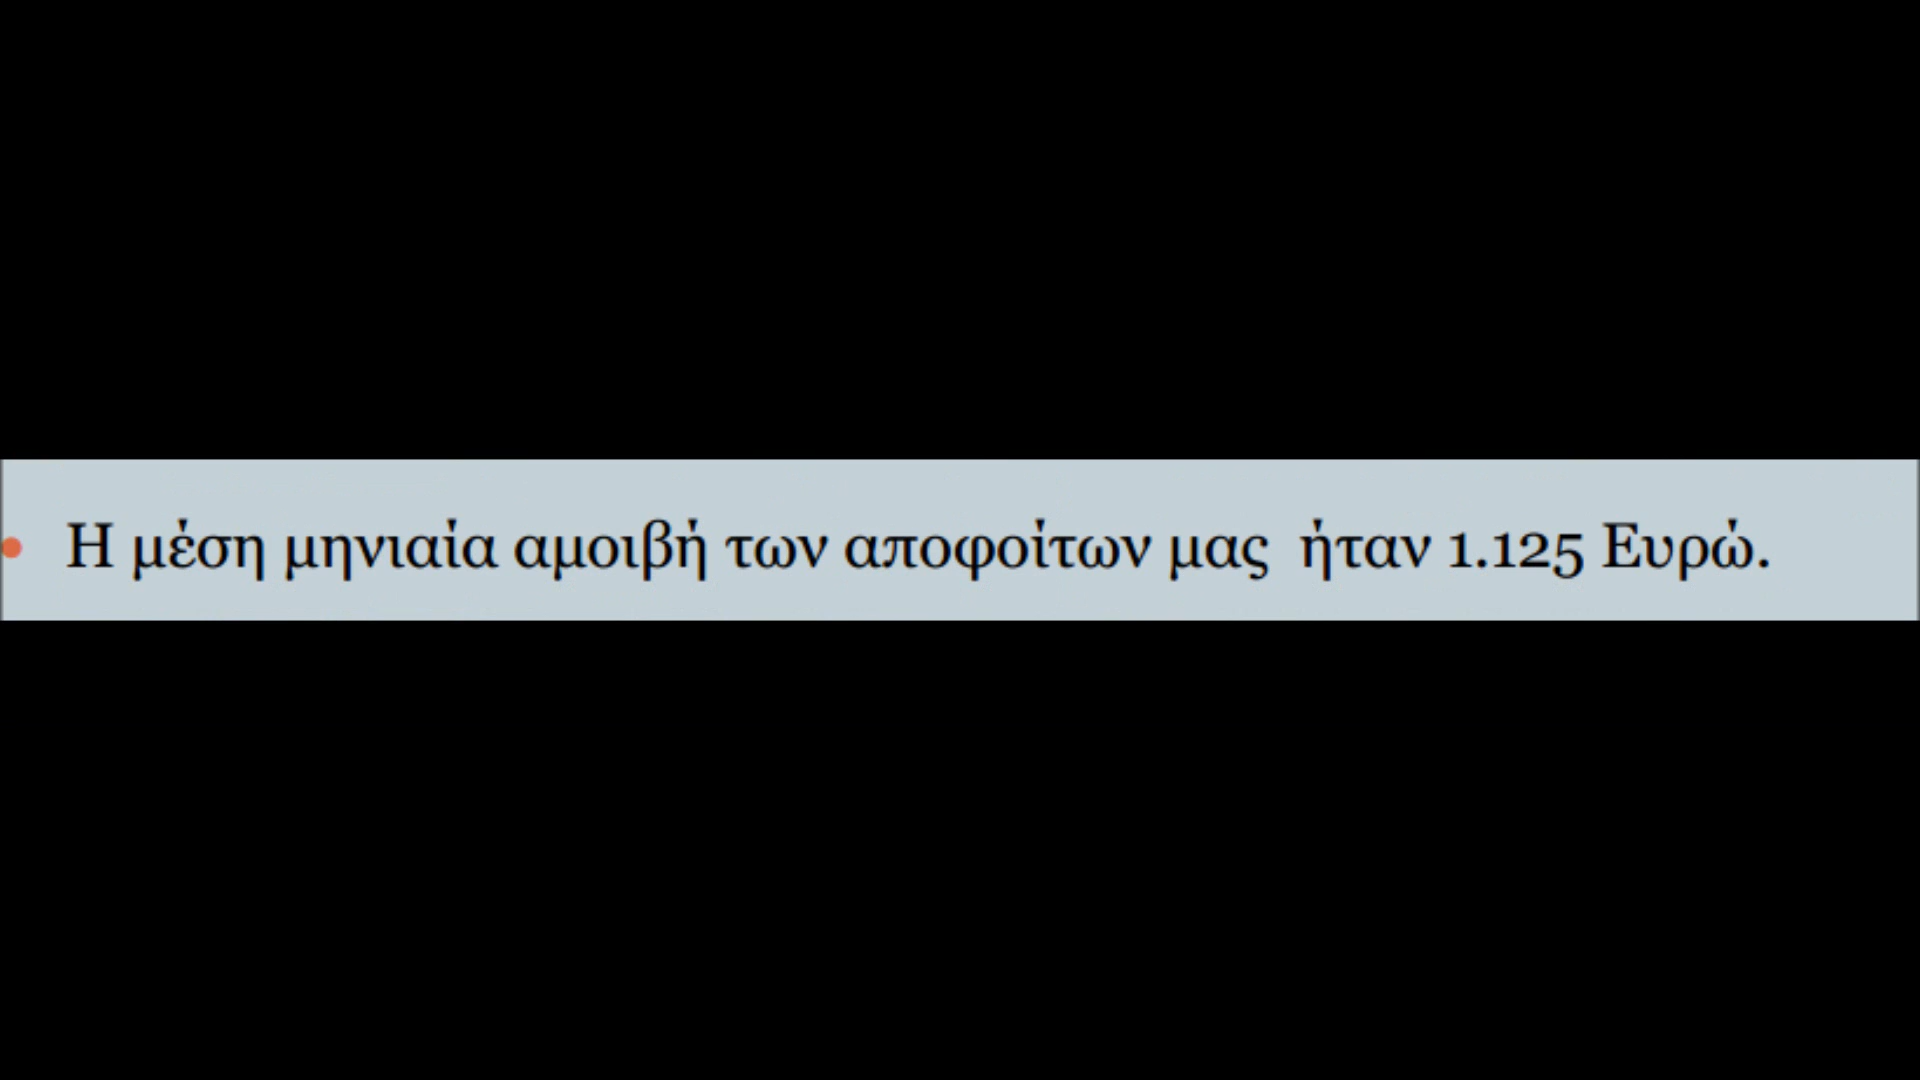 • Η μέση μηνιαία αμοιβή των αποφοίτων μας  ήταν 1.125 Ευρώ.